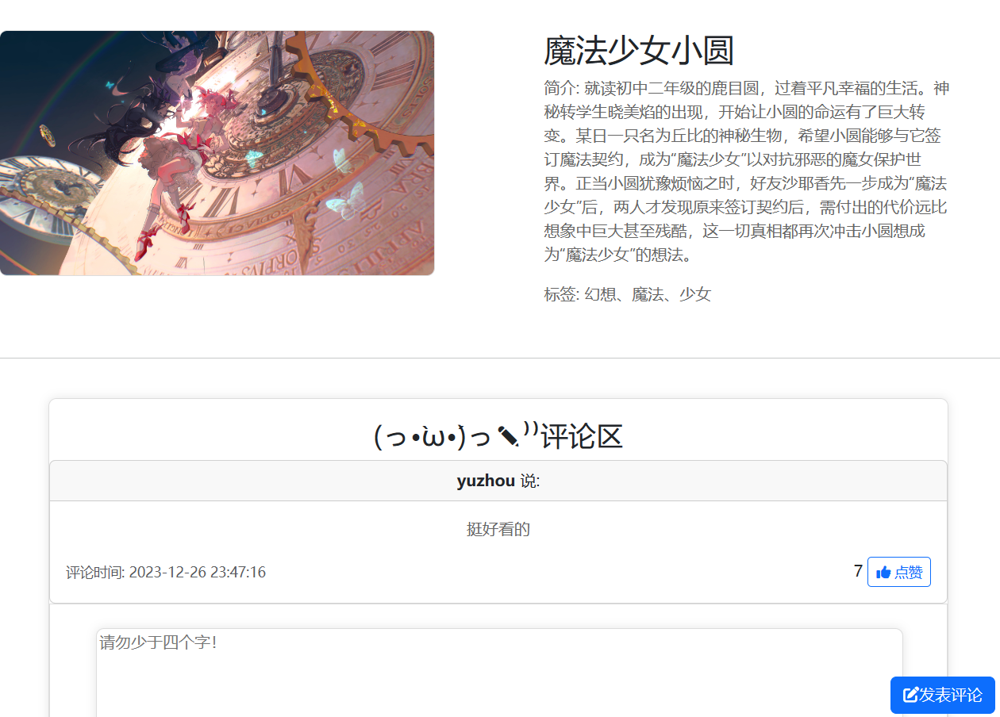 魔法少女小圆
简介: 就读初中二年级的鹿目圆，过着平凡幸福的生活。神
秘转学生晓美焰的出现，开始让小圆的命运有了巨大转
变。某日一只名为丘比的神秘生物，希望小圆能够与它签
订魔法契约，成为“魔法少女”以对抗邪恶的魔女保护世
界。正当小圆犹豫烦恼之时，好友沙耶香先一步成为“魔法
少女”后，两人才发现原来签订契约后，需付出的代价远比
想象中巨大甚至残酷，这一切真相都再次冲击小圆想成
为“魔法少女”的想法。
标签: 幻想、魔法、少女
(っ•̀ω•́)っ✎⁾⁾评论区
yuzhou 说:
挺好看的
评论时间: 2023-12-26 23:47:16
7 点赞
请勿少于四个字！
发表评论